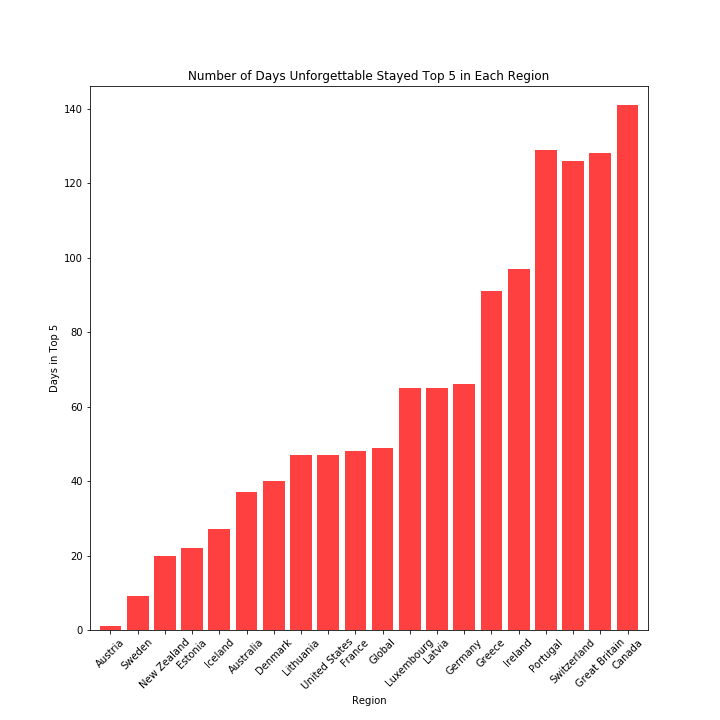 Number of Days Unforgettable Stayed Top 5 in Each Region
Days in Top 5
140
120
100
80
60
40
20
0
Austria
Sweden
New Zealand
Estonia
Iceland
Australia
Denmark
Lithuania
United States
France
Global
Luxembourg
Latvia
Germany
Greece
Ireland
Portugal
Switzerland
Great Britain
Canada
Region